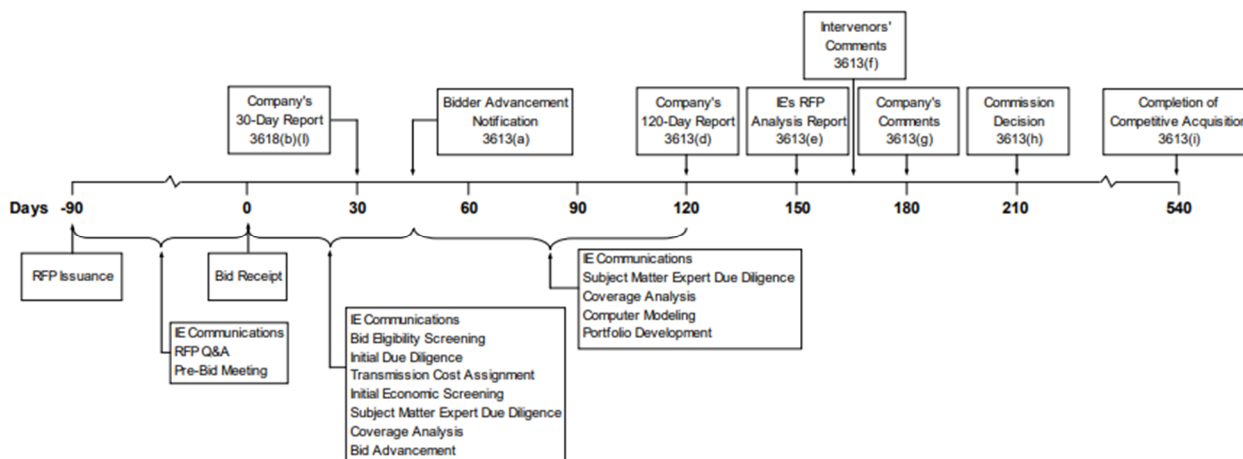 Intervenors'
Comments
3613(f)
Company's
30-Day Report
3618(b)(l)
Bidder Advancement
Notification
3613(a)
Company's
120-Day Report
3613(d)
IE's RFP
Analysis Report
3613(e)
Company's
Comments
3613(g)
Commission
Decision
3613(h)
Completion of
Competitive Acquisition
3613(i)
Days -90 0 30 60 90 120 150 180 210 540
RFP Issuance
Bid Receipt
IE Communications
RFP Q&A
Pre-Bid Meeting
IE Communications
Bid Eligibility Screening
Initial Due Diligence
Transmission Cost Assignment
Initial Economic Screening
Subject Matter Expert Due Diligence
Coverage Analysis
Bid Advancement
IE Communications
Subject Matter Expert Due Diligence
Coverage Analysis
Computer Modeling
Portfolio Development